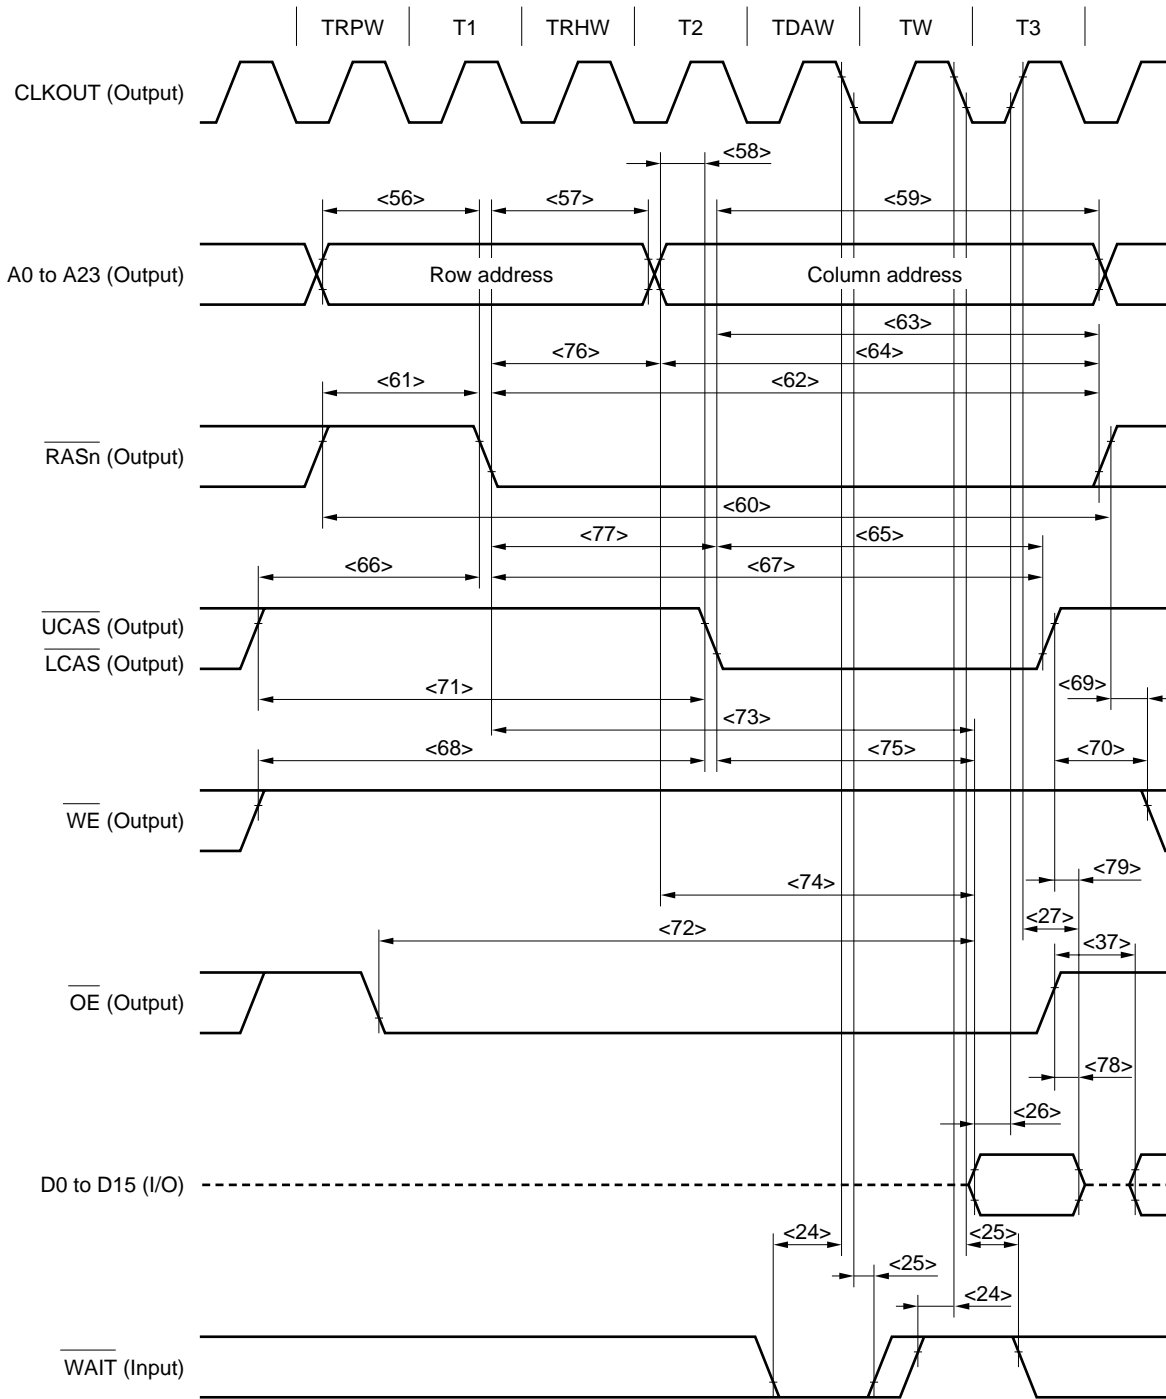 TRPW T1 TRHW T2 TDAW TW T3
CLKOUT (Output)
<58>
<56> <57> <59>
A0 to A23 (Output) Row address Column address
<63>
<76> <64>
<61> <62>
RASn (Output)
<60>
<77> <65>
<66> <67>
UCAS (Output)
LCAS (Output)
<71> <69>
<73>
<68> <75> <70>
WE (Output)
<74> <79>
<27>
<72>
<37>
OE (Output)
<78>
<26>
D0 to D15 (I/O)
<24> <25>
<25>
<24>
WAIT (Input)